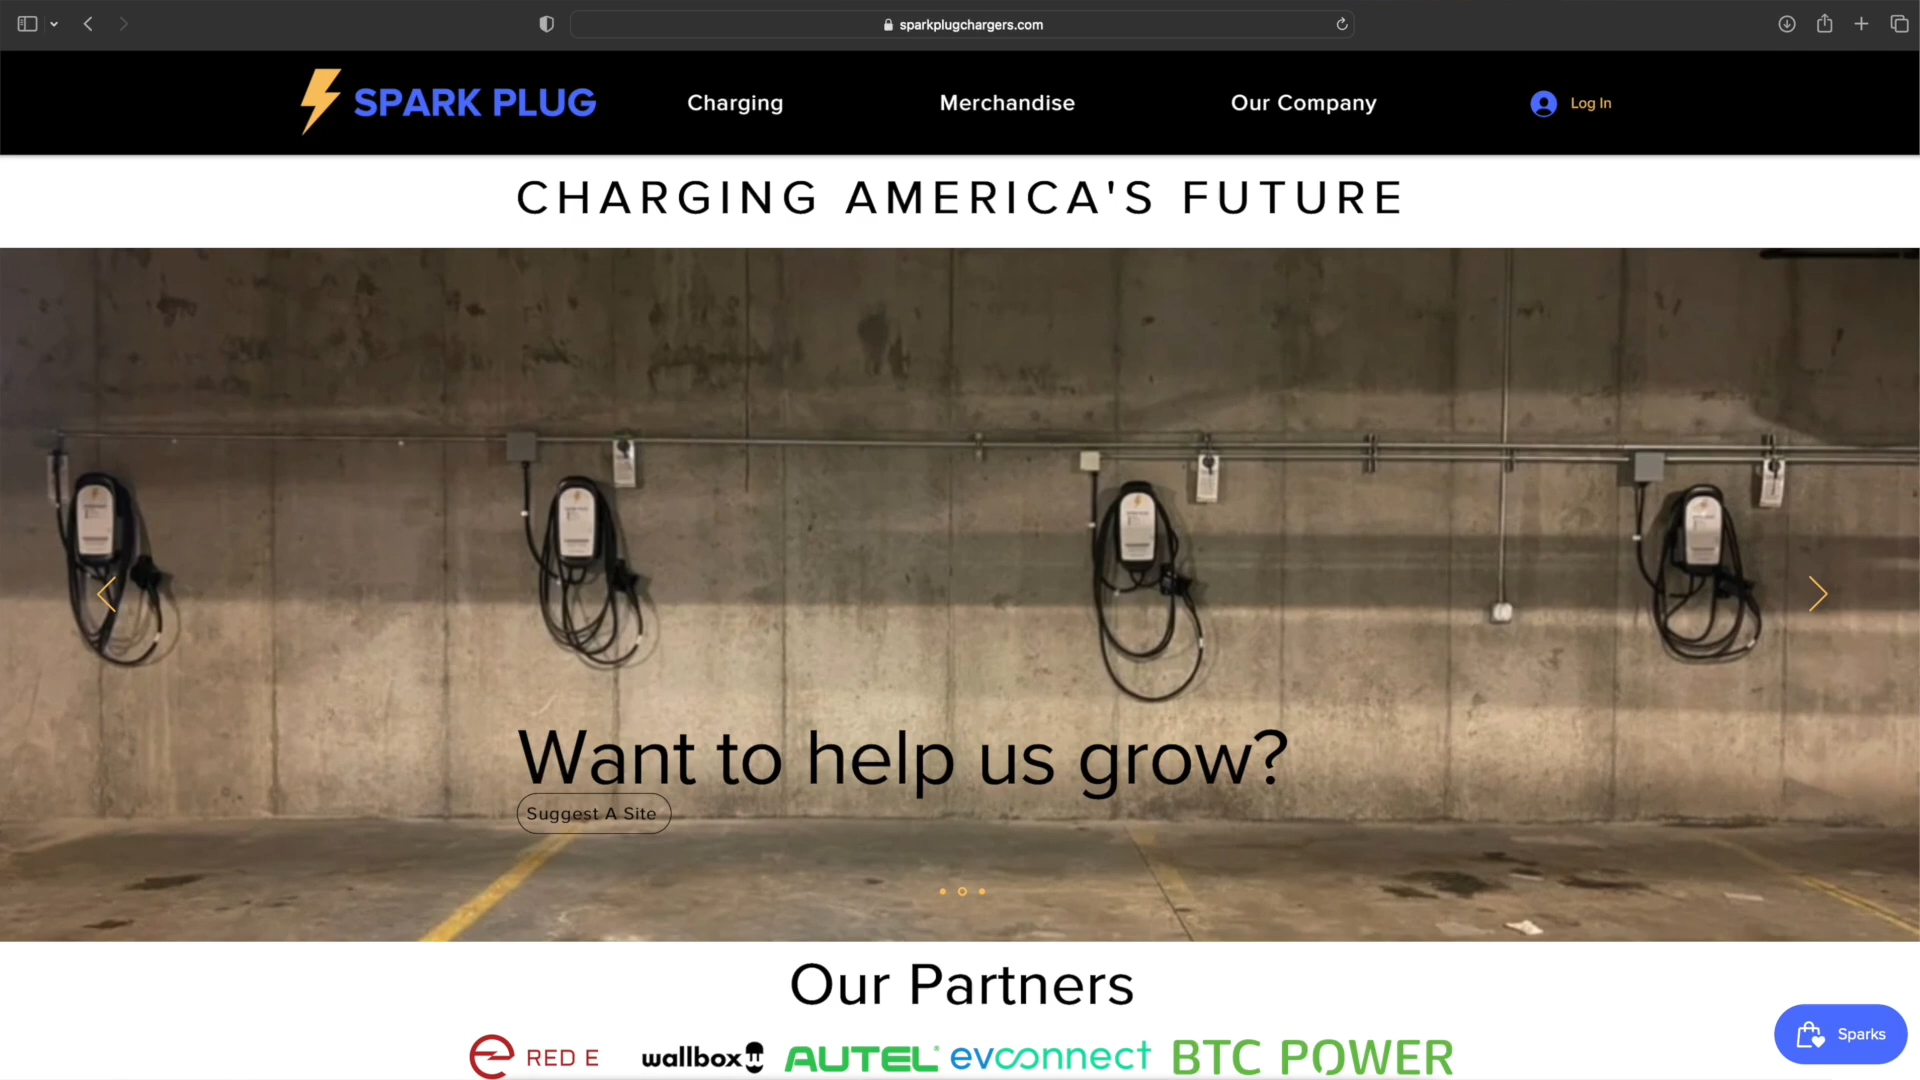 sparkplugchargers.com
SPARK PLUG
Charging
Merchandise
Our Company
Log In
CHARGING AMERICA'S FUTURE
Want to help us grow?
Suggest A Site
Our Partners
RED E
wallbox
AUTEL
evconnect
BTC POWER
Sparks